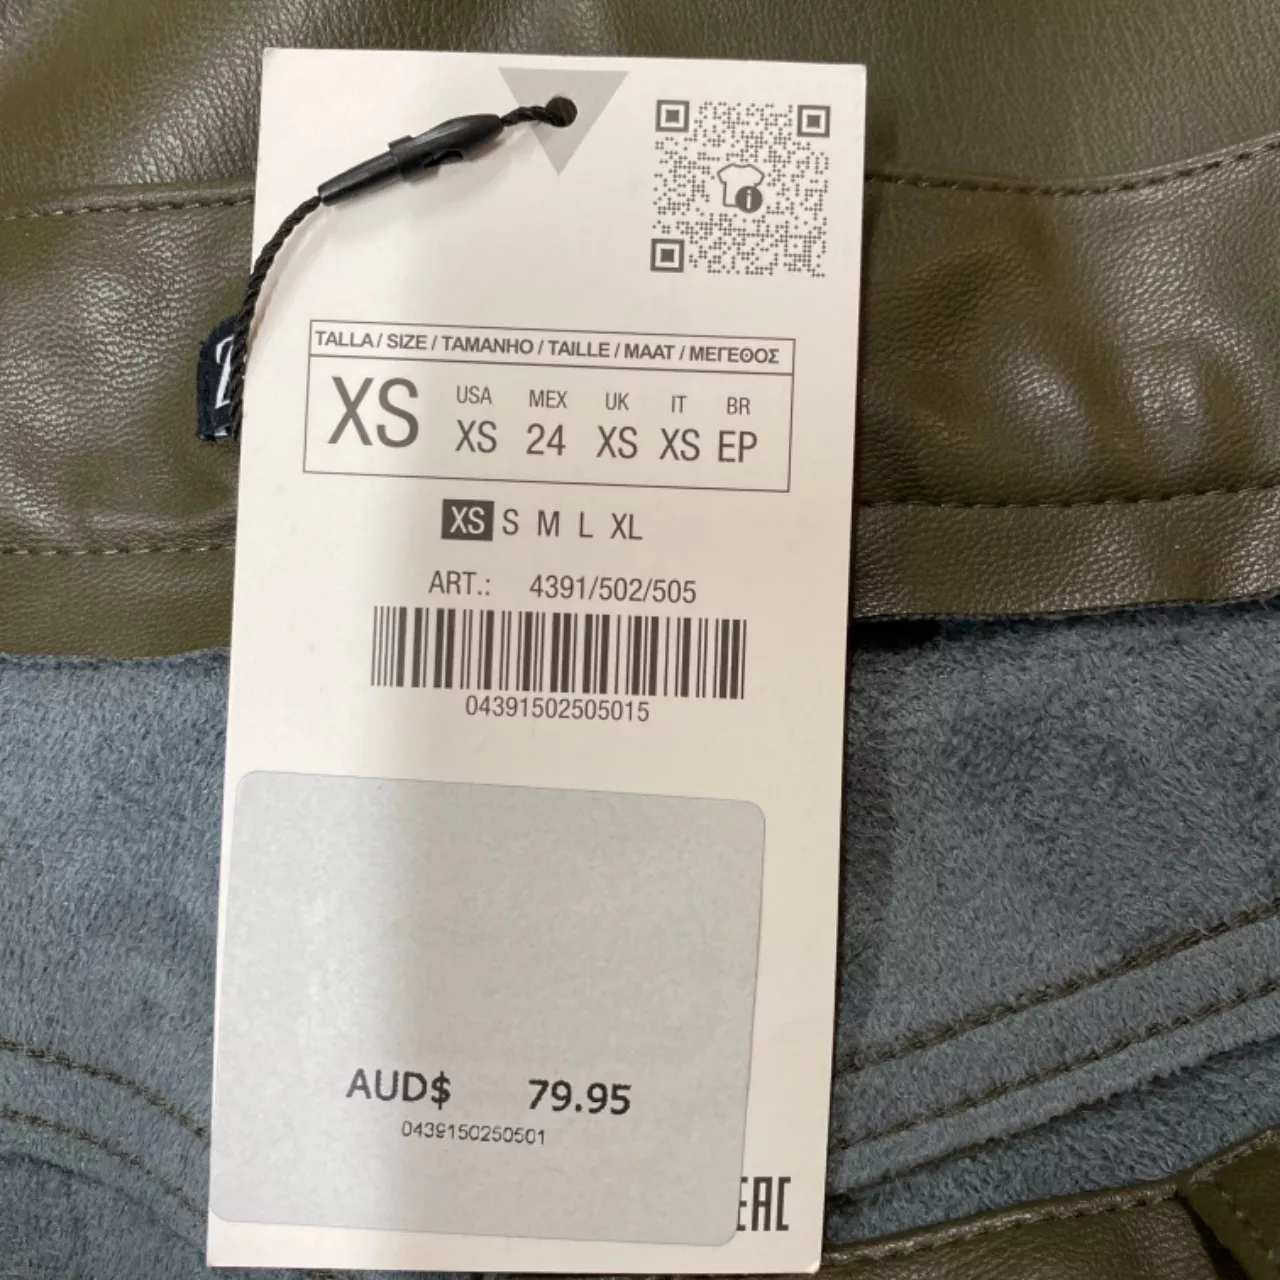 TALLA / SIZE / TAMANHO / TAILLE / MAAT / ΜΕΓΕΘΟΣ
USA MEX UK IT BR
XS XS 24 XS XS EP
XS S M L XL
ART.: 4391/502/505
04391502505015
AUD$ 79.95
0439150250501
EAC